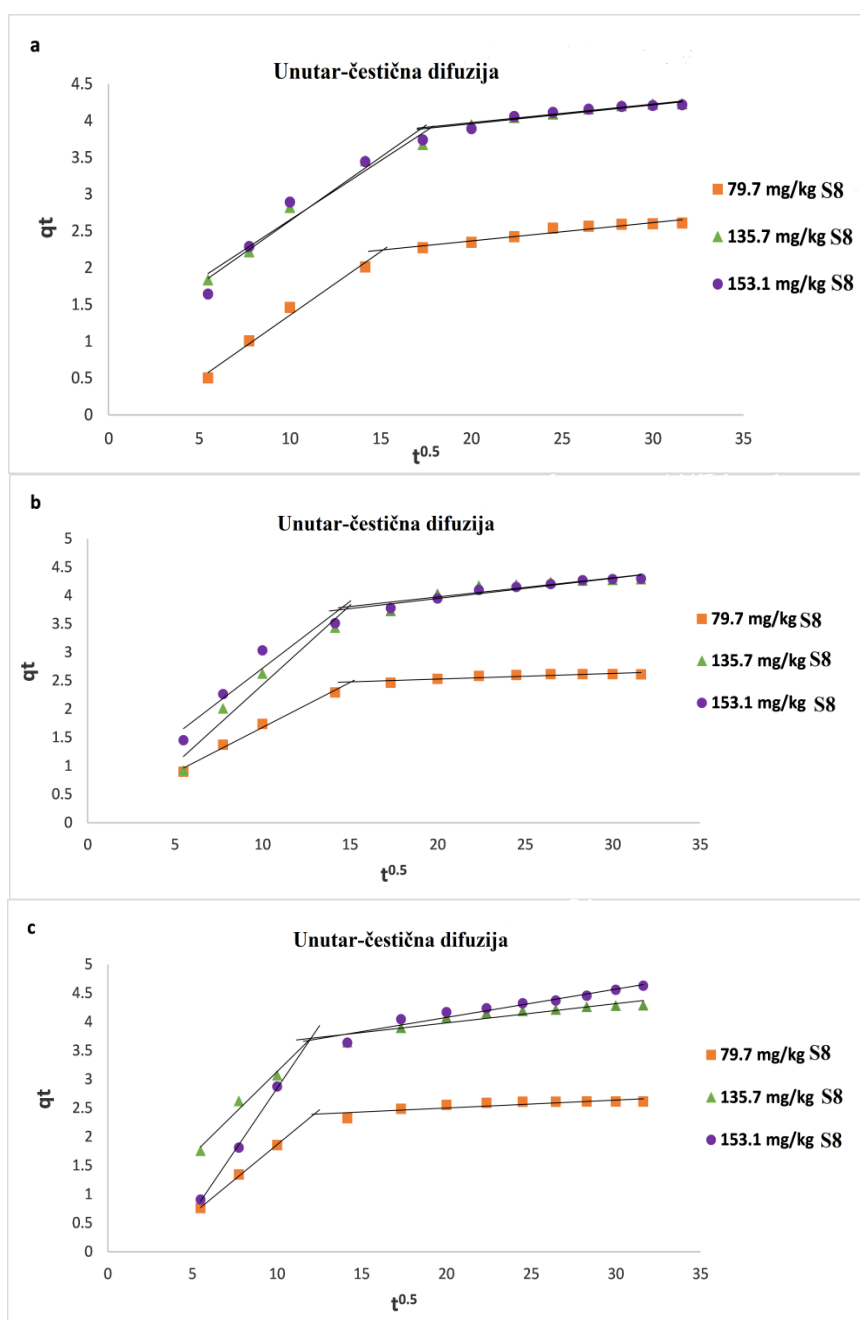 a
Unutar-čestična difuzija
4.5
4
3.5
3
2.5
2
1.5
1
0.5
0
qt
0 5 10 15 20 25 30 35
t0.5
79.7 mg/kg S8
135.7 mg/kg S8
153.1 mg/kg S8
b
Unutar-čestična difuzija
5
4.5
4
3.5
3
2.5
2
1.5
1
0.5
0
qt
0 5 10 15 20 25 30 35
t0.5
79.7 mg/kg S8
135.7 mg/kg S8
153.1 mg/kg S8
c
Unutar-čestična difuzija
5
4.5
4
3.5
3
2.5
2
1.5
1
0.5
0
qt
0 5 10 15 20 25 30 35
t0.5
79.7 mg/kg S8
135.7 mg/kg S8
153.1 mg/kg S8